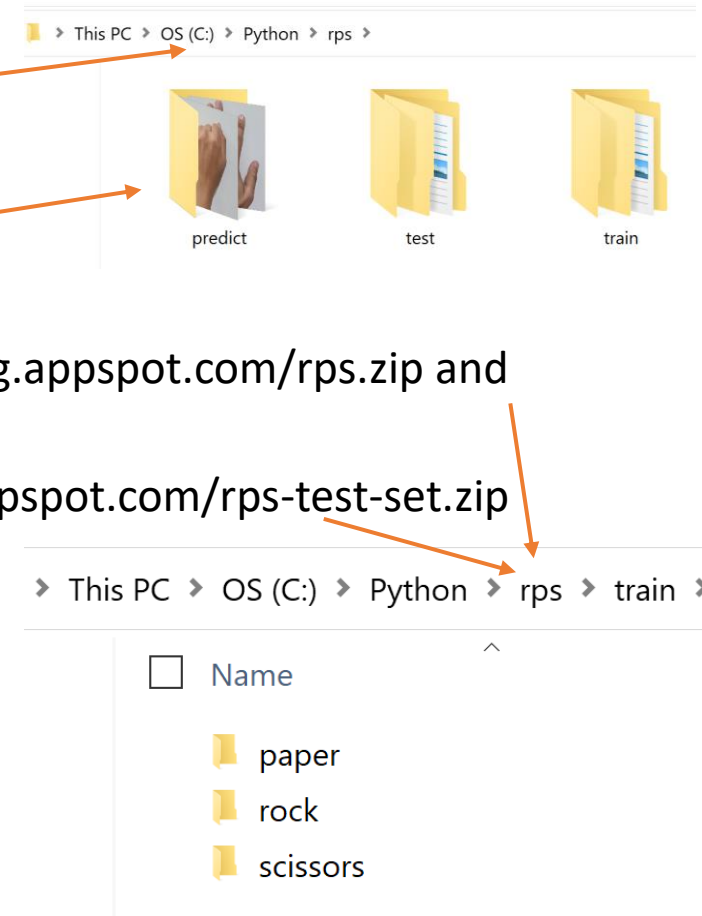 This PC > OS (C:) > Python > rps >
predict test train
g.appspot.com/rps.zip and
pspot.com/rps-test-set.zip
> This PC > OS (C:) > Python > rps > train >
Name
paper
rock
scissors